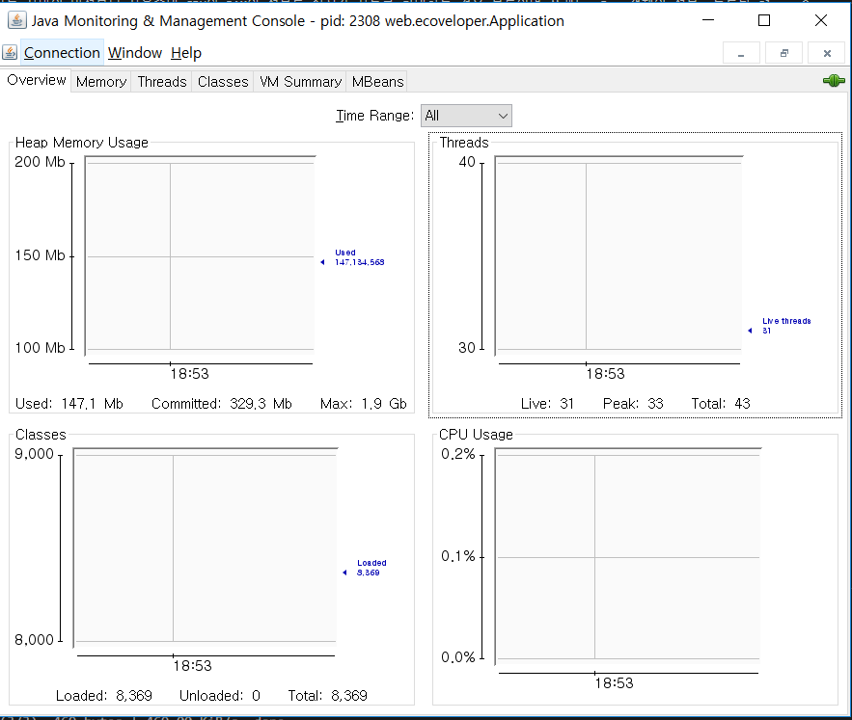 Java Monitoring & Management Console - pid: 2308 web.ecoveloper.Application
Connection Window Help
Overview Memory Threads Classes VM Summary MBeans
Time Range: All
Heap Memory Usage
200 Mb
150 Mb
100 Mb
Used
18:53
Used: 147,1 Mb Committed: 329,3 Mb Max: 1,9 Gb
Threads
40
30
Live threads
31
18:53
Live: 31 Peak: 33 Total: 43
Classes
9,000
8,000
Loaded
8,369
18:53
Loaded: 8,369 Unloaded: 0 Total: 8,369
CPU Usage
0.2%
0.1%
0.0%
18:53